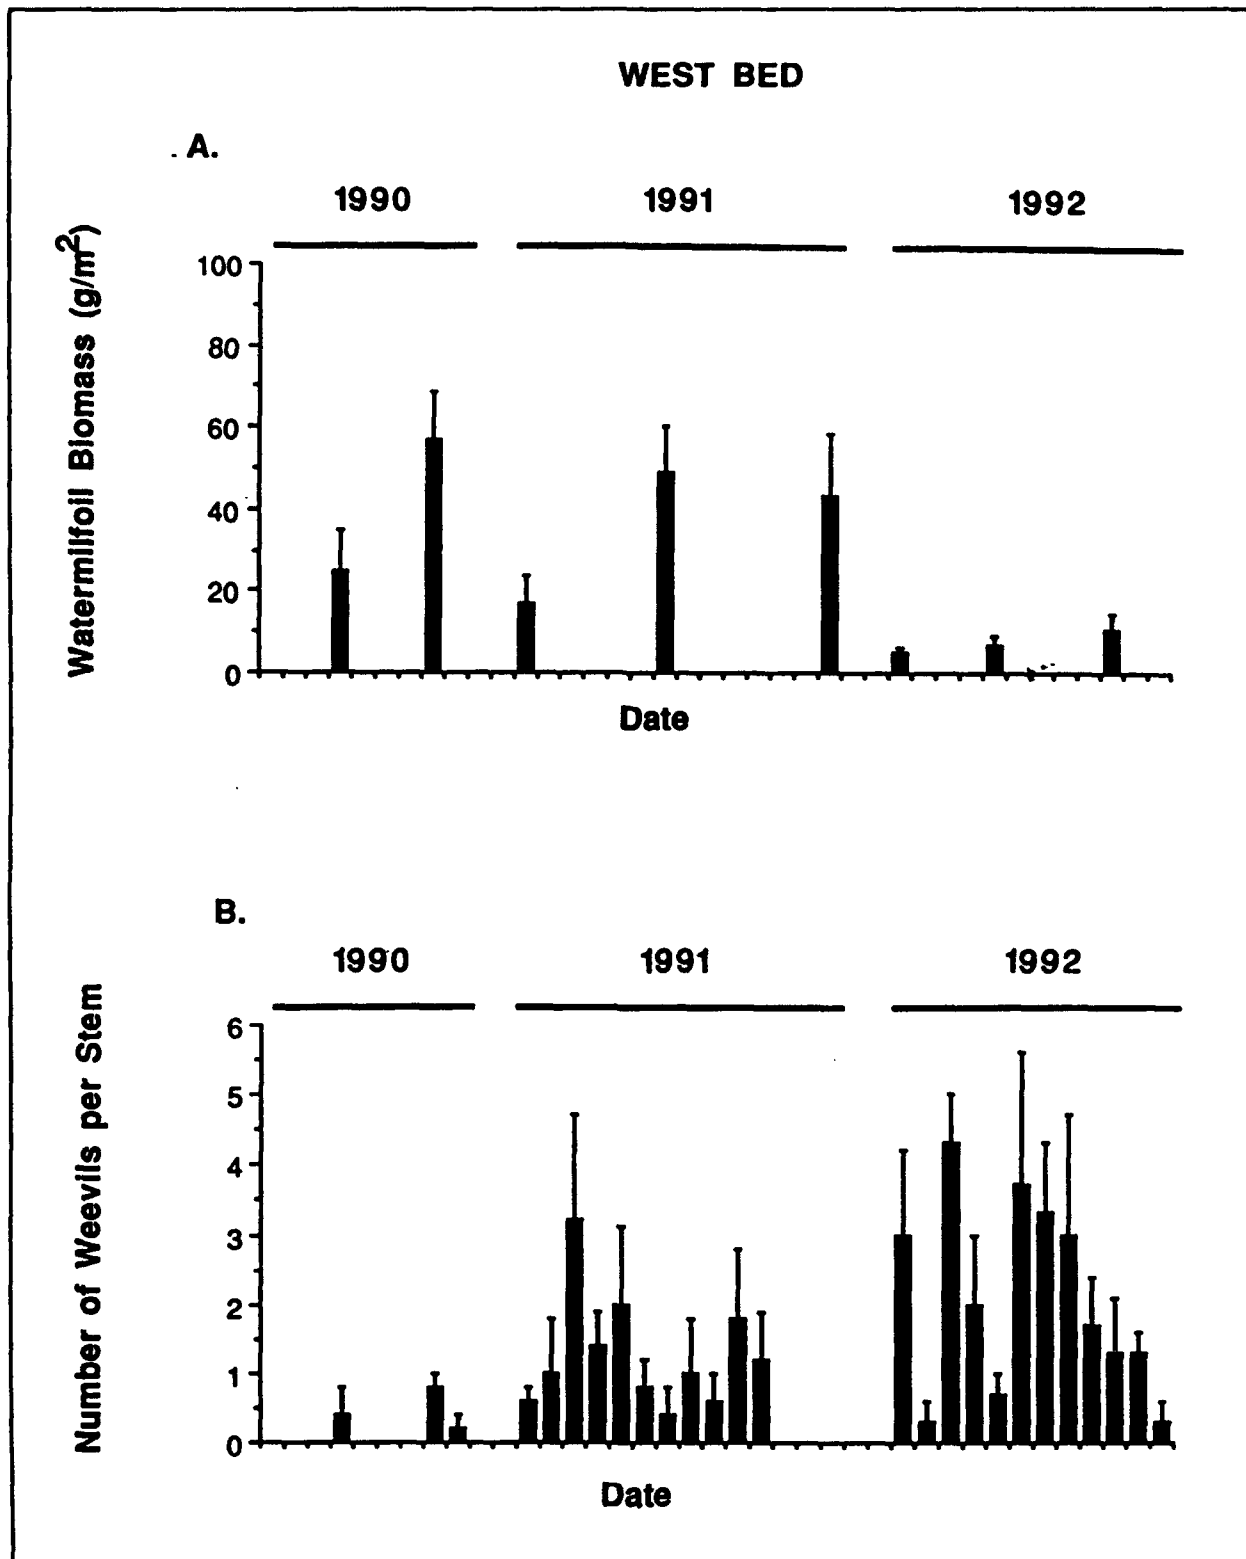 WEST BED
A.
1990 1991 1992
Watermilfoil Biomass (g/m²)
100
80
60
40
20
0
Date
B.
1990 1991 1992
Number of Weevils per Stem
6
5
4
3
2
1
0
Date